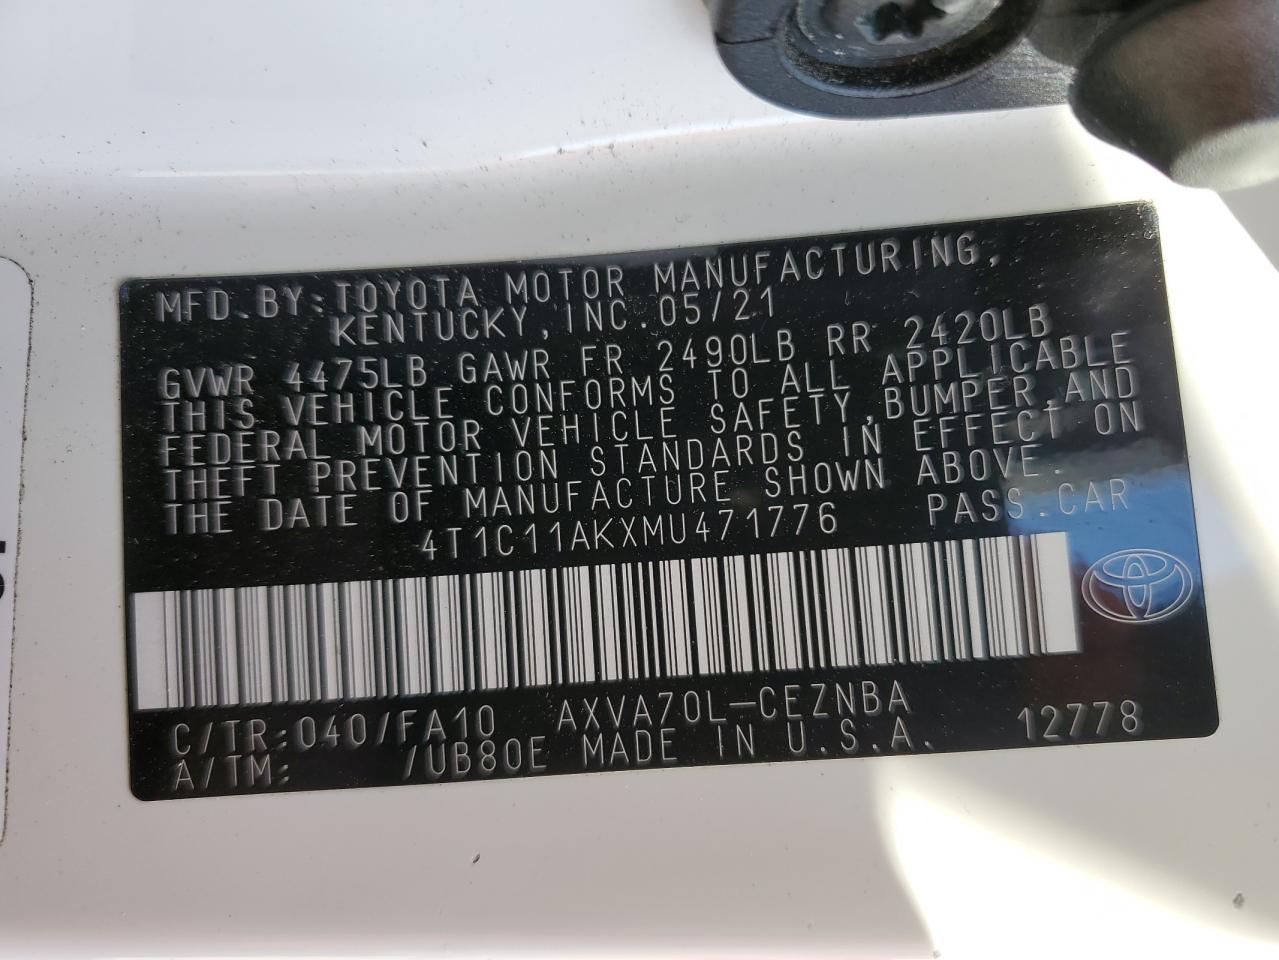 MFD.BY:TOYOTA MOTOR MANUFACTURING,
KENTUCKY,INC.05/21
GVWR 4475LB GAWR FR 2490LB RR 2420LB
THIS VEHICLE CONFORMS TO ALL APPLICABLE
FEDERAL MOTOR VEHICLE SAFETY,BUMPER,AND
THEFT PREVENTION STANDARDS IN EFFECT ON
THE DATE OF MANUFACTURE SHOWN ABOVE.
4T1C11AKXMU471776 PASS.CAR
C/TR:040/FA10 AXVA70L-CEZNBA
A/TM: /UB80E MADE IN U.S.A. 12778